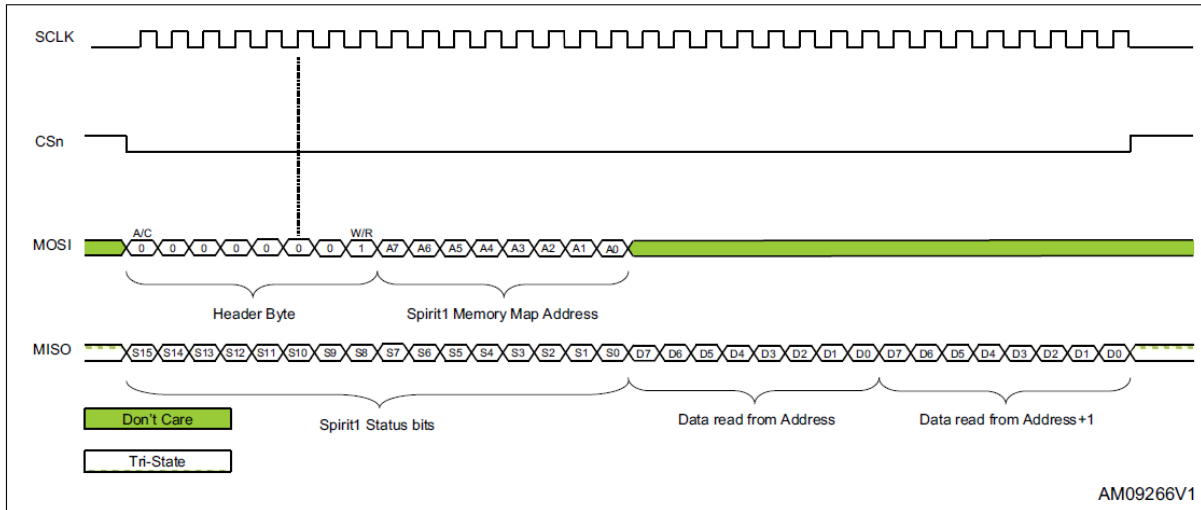 SCLK
CSn
A/C W/R
MOSI 0 0 0 0 0 0 0 1 A7 A6 A5 A4 A3 A2 A1 A0
Header Byte Spirit1 Memory Map Address
MISO S15 S14 S13 S12 S11 S10 S9 S8 S7 S6 S5 S4 S3 S2 S1 S0 D7 D6 D5 D4 D3 D2 D1 D0 D7 D6 D5 D4 D3 D2 D1 D0
Don't Care Spirit1 Status bits Data read from Address Data read from Address+1
Tri-State
AM09266V1